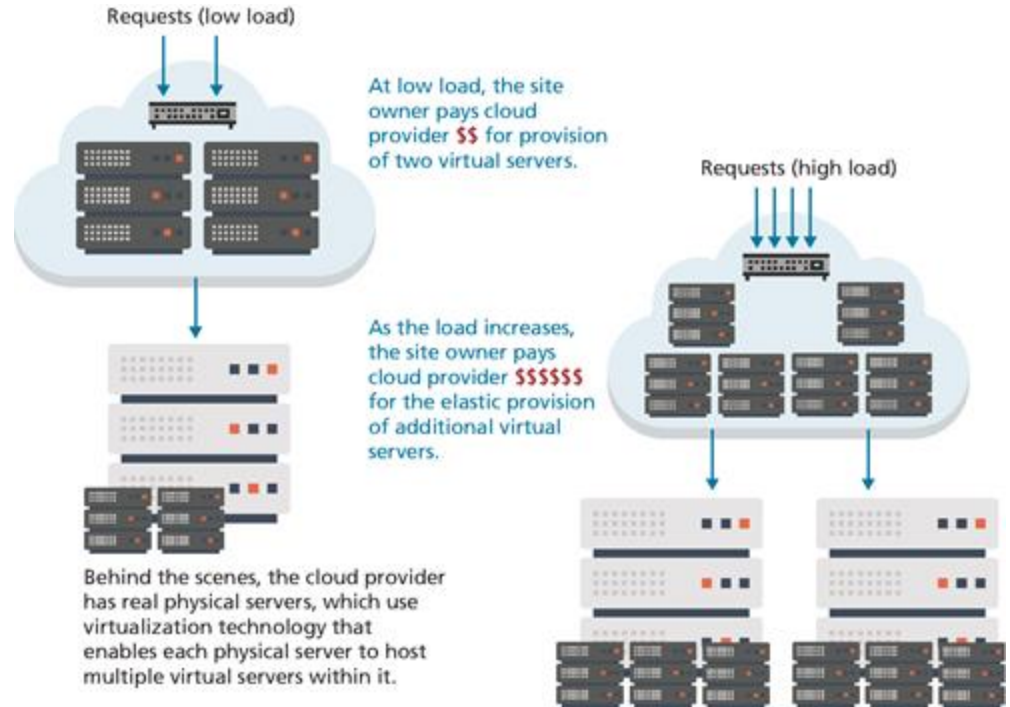 Requests (low load)
At low load, the site
owner pays cloud
provider $$ for provision
of two virtual servers.
Requests (high load)
As the load increases,
the site owner pays
cloud provider $$$$$$
for the elastic provision
of additional virtual
servers.
Behind the scenes, the cloud provider
has real physical servers, which use
virtualization technology that
enables each physical server to host
multiple virtual servers within it.